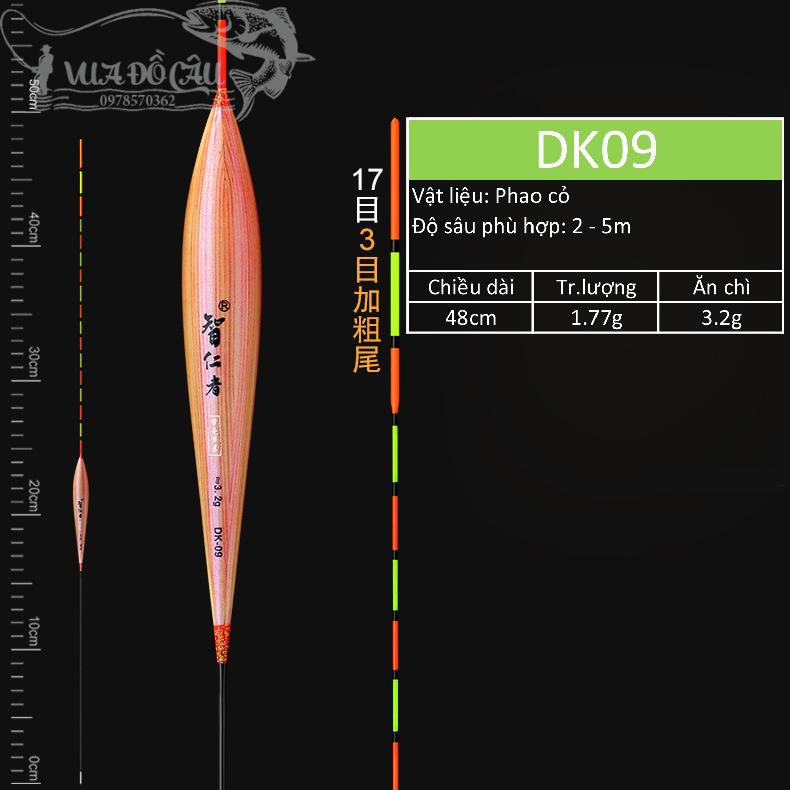 VUA ĐỒ CÂU
0978570362
50cm
40cm
30cm
20cm
10cm
0cm
®
智仁者
3.2g
DK-09
17
目
3
目
加
粗
尾
DK09
Vật liệu: Phao cỏ
Độ sâu phù hợp: 2 - 5m
Chiều dài Tr.lượng Ăn chì
48cm 1.77g 3.2g